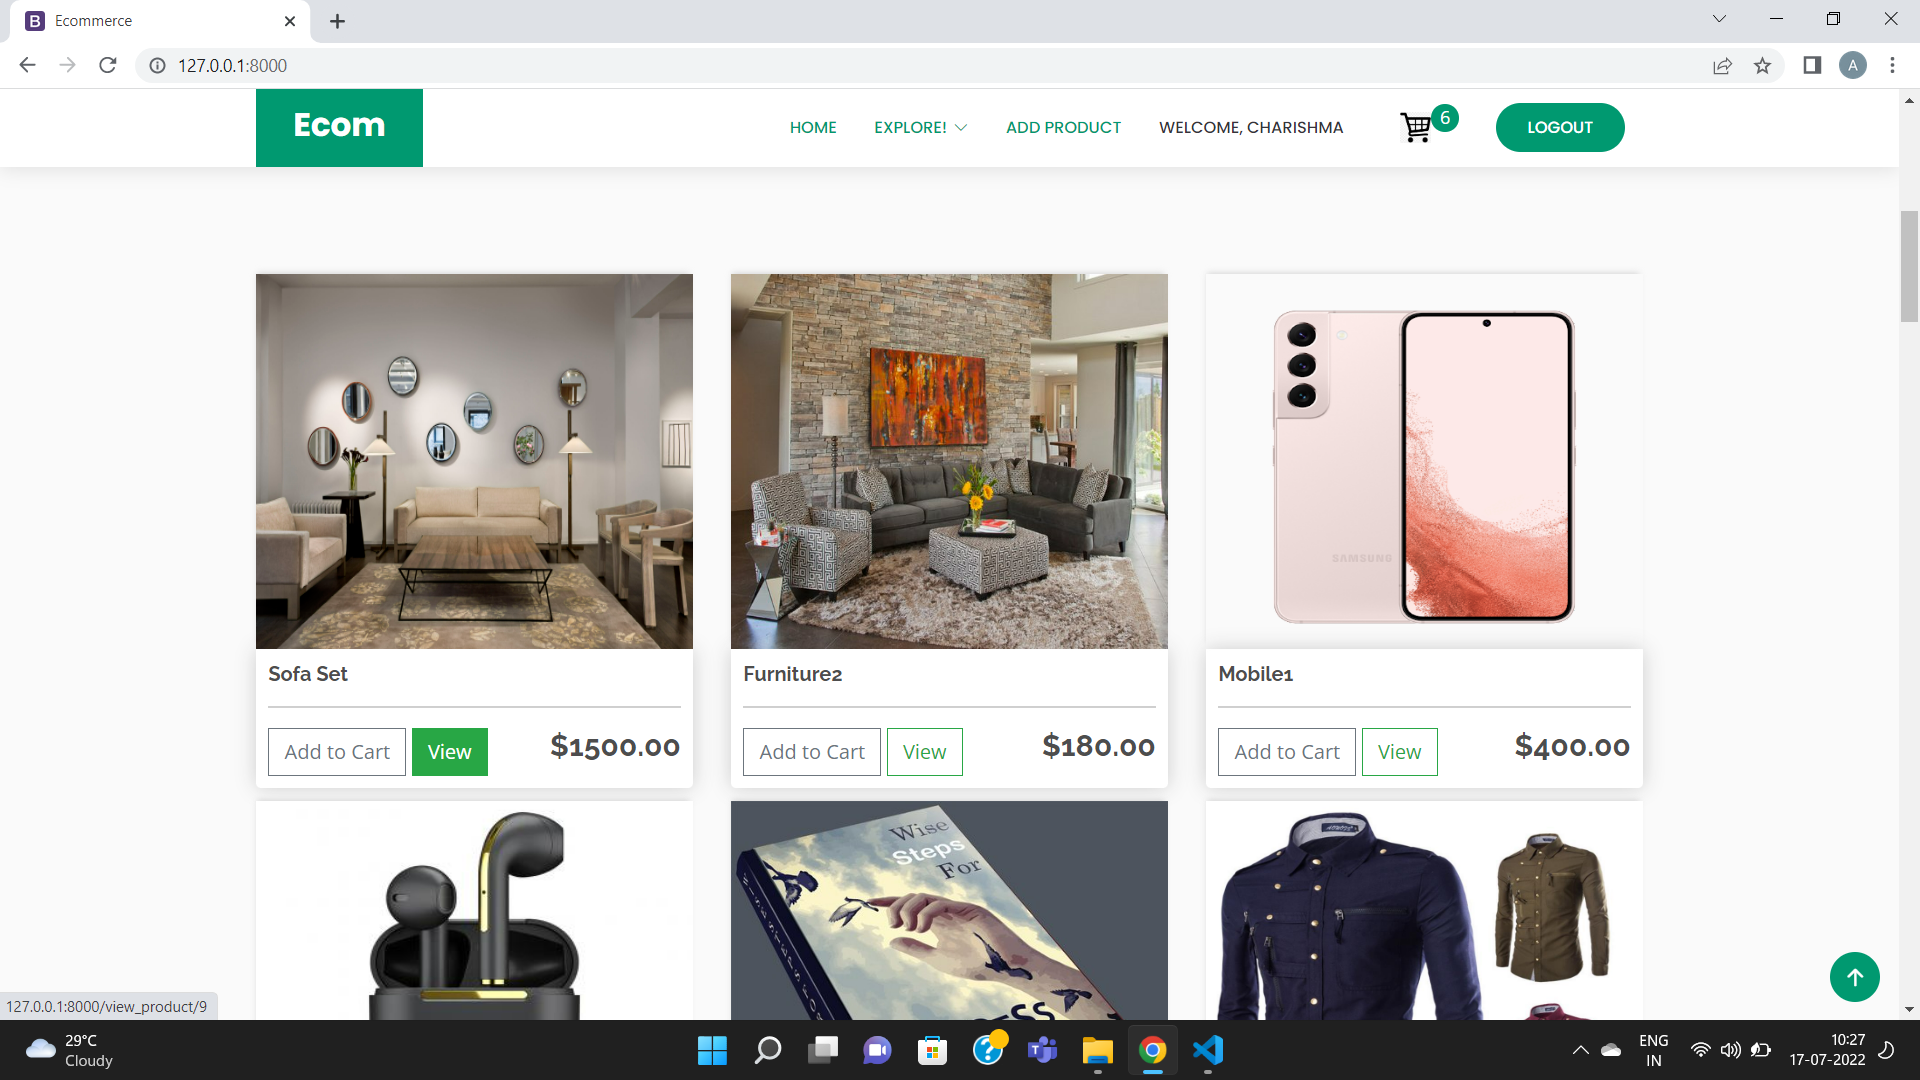 Ecommerce
127.0.0.1:8000
A
Ecom
HOME
EXPLORE!
ADD PRODUCT
WELCOME, CHARISHMA
6
LOGOUT
SAMSUNG
Sofa Set
Furniture2
Mobile1
Add to Cart
View
$1500.00
Add to Cart
View
$180.00
Add to Cart
View
$400.00
Wise
Steps
For
127.0.0.1:8000/view_product/9
29°C
Cloudy
ENG
IN
10:27
17-07-2022